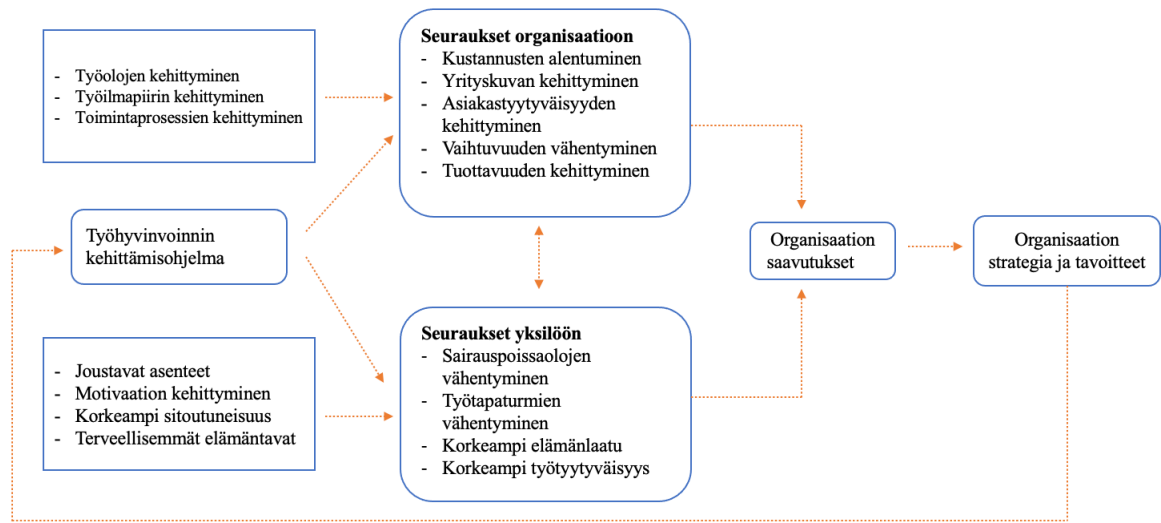 - Työolojen kehittyminen
- Työilmapiirin kehittyminen
- Toimintaprosessien kehittyminen
Seuraukset organisaatioon
- Kustannusten alentuminen
- Yrityskuvan kehittyminen
- Asiakastyytyväisyyden
kehittyminen
- Vaihtuvuuden vähentyminen
- Tuottavuuden kehittyminen
Työhyvinvoinnin
kehittämisohjelma
Organisaation
saavutukset
Organisaation
strategia ja tavoitteet
- Joustavat asenteet
- Motivaation kehittyminen
- Korkeampi sitoutuneisuus
- Terveellisemmät elämäntavat
Seuraukset yksilöön
- Sairauspoissaolojen
vähentyminen
- Työtapaturmien
vähentyminen
- Korkeampi elämänlaatu
- Korkeampi työtyytyväisyys